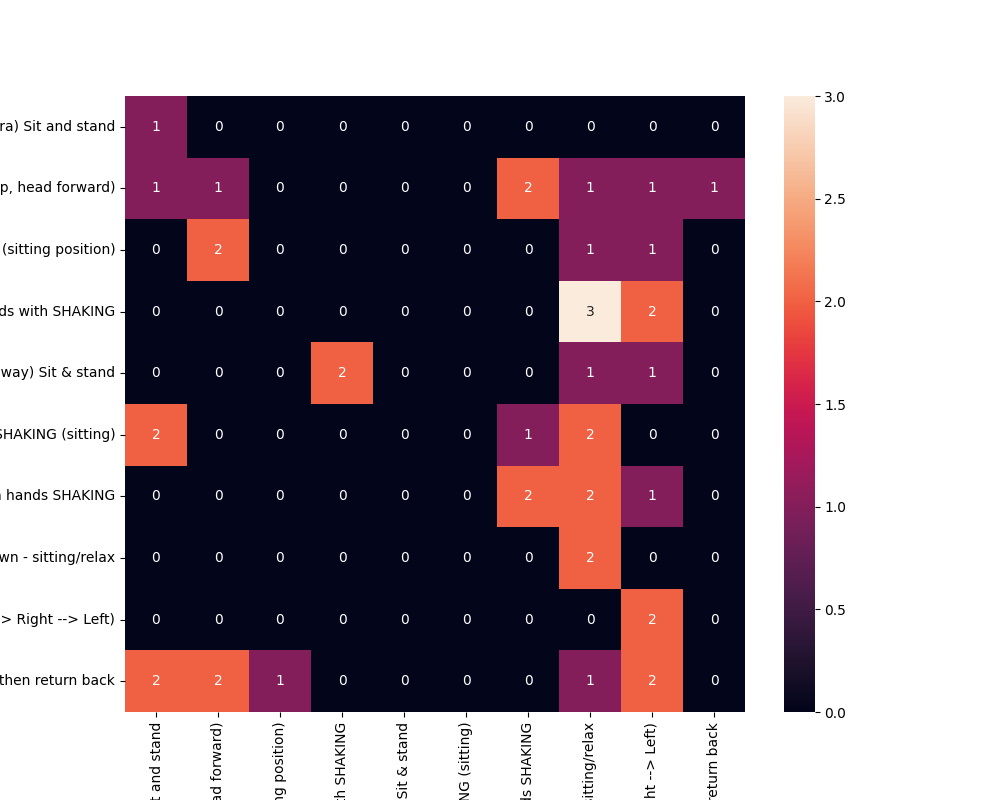 3.0
ra) Sit and stand 1 0 0 0 0 0 0 0 0 0
p, head forward) 1 1 0 0 0 0 2 1 1 1
2.5
(sitting position) 0 2 0 0 0 0 0 1 1 0
2.0
ds with SHAKING 0 0 0 0 0 0 0 3 2 0
way) Sit & stand 0 0 0 2 0 0 0 1 1 0
1.5
SHAKING (sitting) 2 0 0 0 0 0 1 2 0 0
1.0
hands SHAKING 0 0 0 0 0 0 2 2 1 0
wn - sitting/relax 0 0 0 0 0 0 0 2 0 0
0.5
> Right --> Left) 0 0 0 0 0 0 0 0 2 0
then return back 2 2 1 0 0 0 0 1 2 0
0.0
t and stand
ad forward)
ng position)
th SHAKING
Sit & stand
NG (sitting)
ds SHAKING
sitting/relax
ht --> Left)
return back